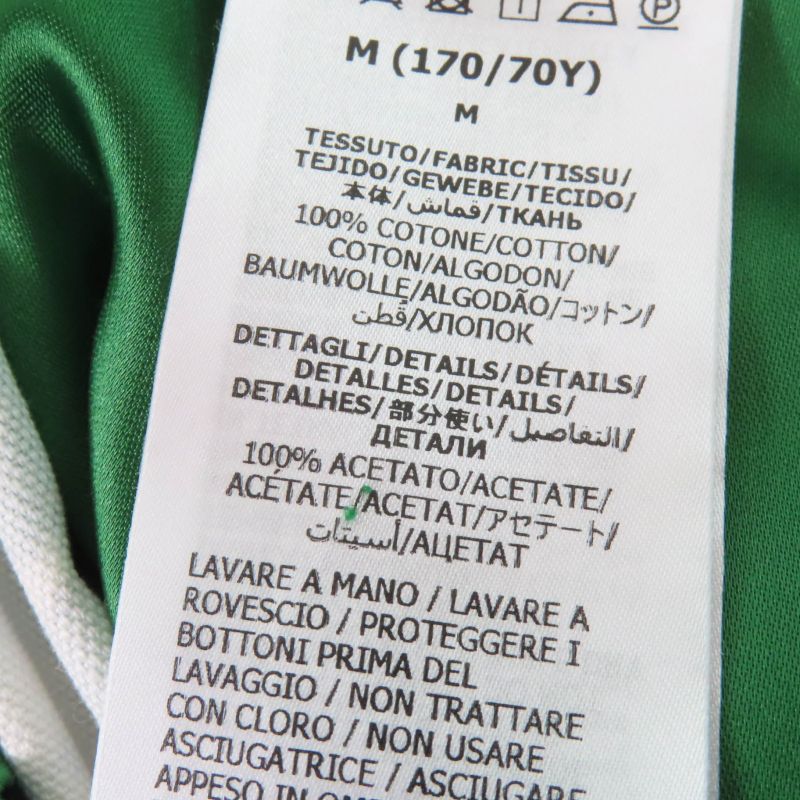 M (170/70Y)
M
TESSUTO/FABRIC/TISSU/
TEJIDO/GEWEBE/TECIDO/
本体/قماش/ТКАНЬ
100% COTONE/COTTON/
COTON/ALGODON/
BAUMWOLLE/ALGODÃO/コットン/
قطن/ХЛОПОК
DETTAGLI/DETAILS/DÉTAILS/
DETALLES/DETAILS/
DETALHES/部分使い/التفاصيل/
ДЕТАЛИ
100% ACETATO/ACETATE/
ACÉTATE/ACETAT/アセテート/
أسيتات/АЦЕТАТ
LAVARE A MANO / LAVARE A
ROVESCIO / PROTEGGERE I
BOTTONI PRIMA DEL
LAVAGGIO / NON TRATTARE
CON CLORO / NON USARE
ASCIUGATRICE / ASCIUGARE
APPESO IN